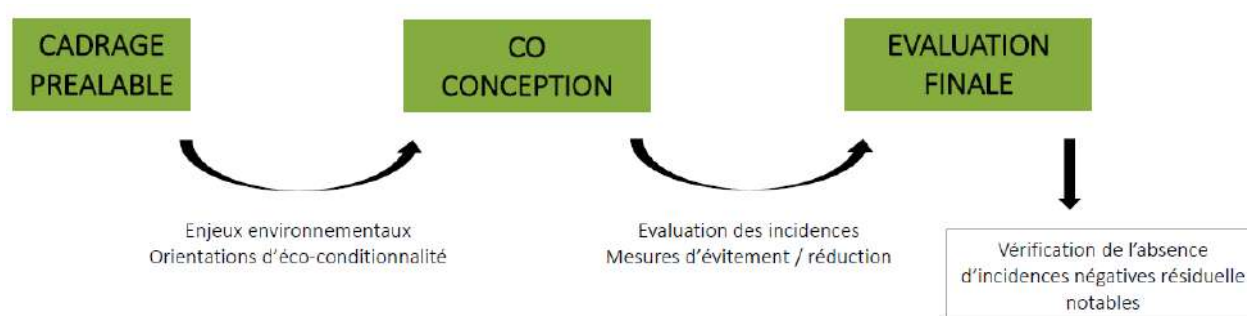 CADRAGE
PREALABLE
CO
CONCEPTION
EVALUATION
FINALE
Enjeux environnementaux
Orientations d'éco-conditionnalité
Evaluation des incidences
Mesures d'évitement / réduction
Vérification de l'absence
d'incidences négatives résiduelle
notables